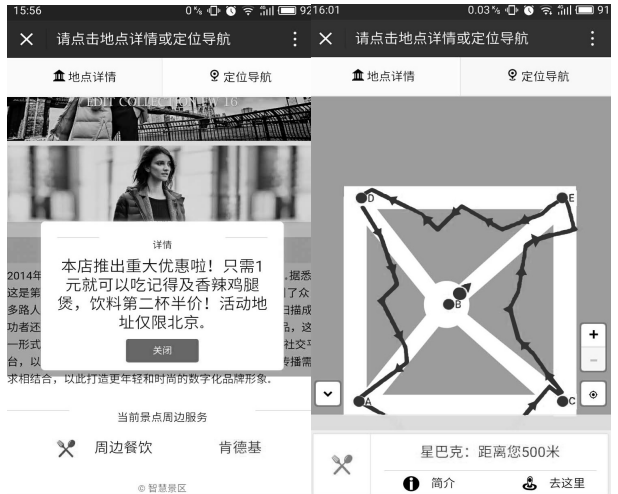 15:56
0%
92
请点击地点详情或定位导航
地点详情
定位导航
EDIT COLLECTION
W 16
详情
本店推出重大优惠啦！只需1
元就可以吃记得及香辣鸡腿
煲，饮料第二杯半价！活动地
址仅限北京。
关闭
2014年
据悉
这是第
了众
多路人
扫描成
功者还
品，这
一形式
社交平
台，以
传播需
求相结合，以此打造更年轻和时尚的数字化品牌形象.
当前景点周边服务
周边餐饮
肯德基
© 智慧景区
16:01
0.03%
91
请点击地点详情或定位导航
地点详情
定位导航
D
E
B
A
C
+
-
星巴克：距离您500米
简介
去这里